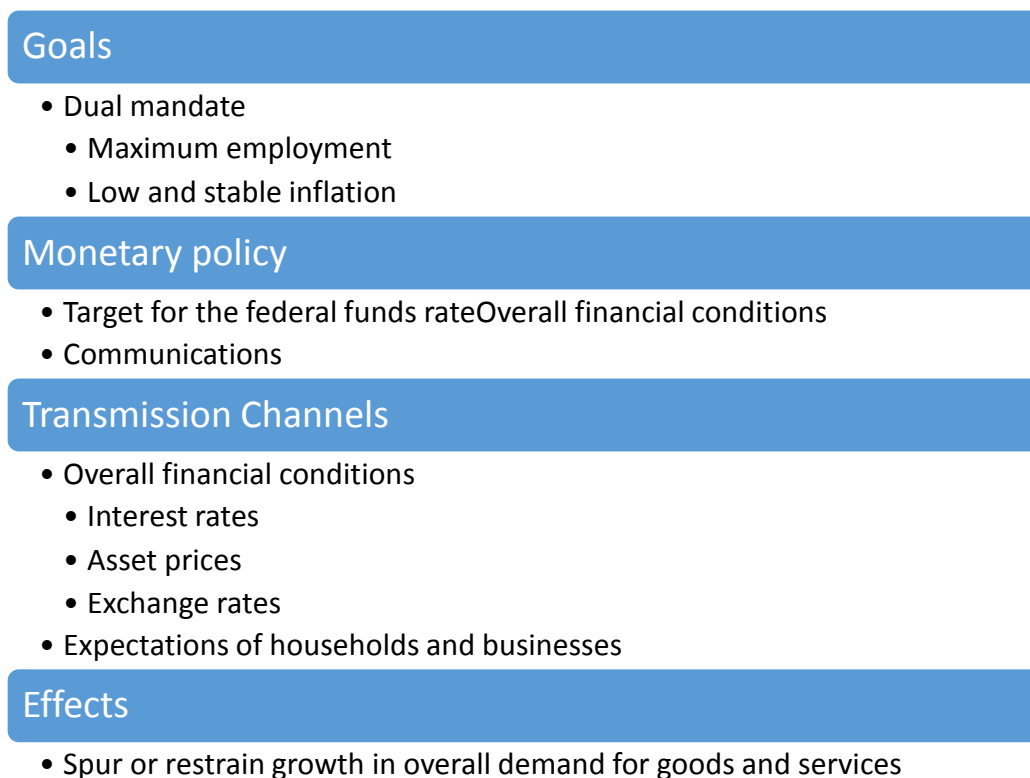 Goals
• Dual mandate
• Maximum employment
• Low and stable inflation
Monetary policy
• Target for the federal funds rateOverall financial conditions
• Communications
Transmission Channels
• Overall financial conditions
• Interest rates
• Asset prices
• Exchange rates
• Expectations of households and businesses
Effects
• Spur or restrain growth in overall demand for goods and services